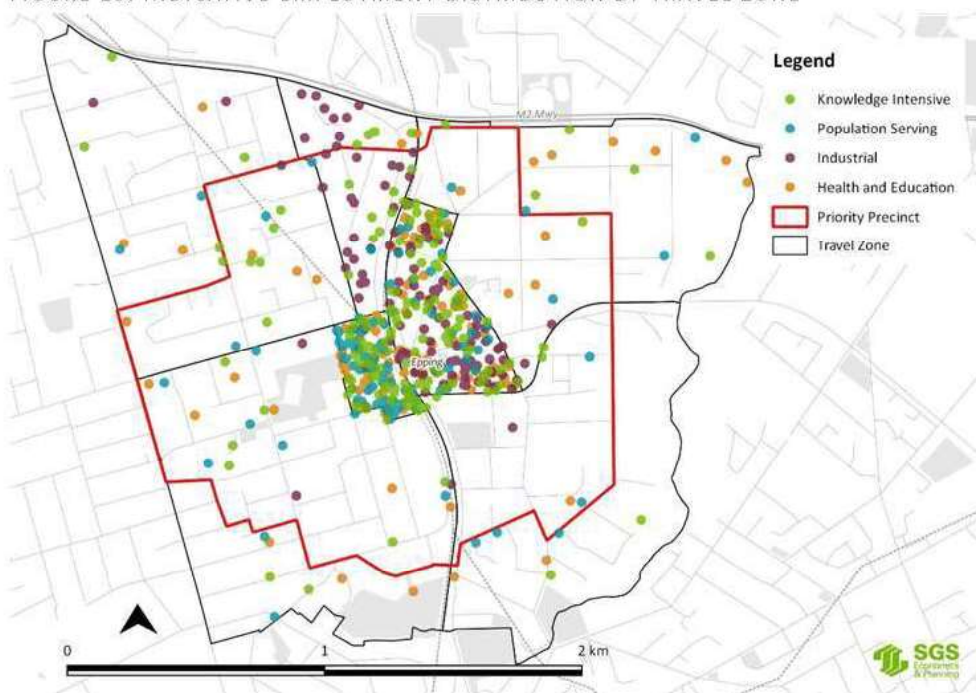 Legend
Knowledge Intensive
Population Serving
Industrial
Health and Education
Priority Precinct
Travel Zone
M2 Mwy
Epping
0
1
2 km
SGS
Economics
& Planning